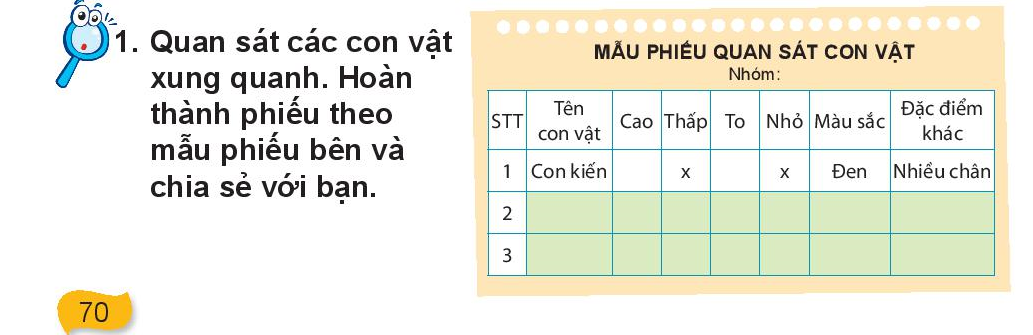 1. Quan sát các con vật
xung quanh. Hoàn
thành phiếu theo
mẫu phiếu bên và
chia sẻ với bạn.
MẪU PHIẾU QUAN SÁT CON VẬT
Nhóm:
STT Tên con vật Cao Thấp To Nhỏ Màu sắc Đặc điểm khác
1 Con kiến x x Đen Nhiều chân
2
3
70